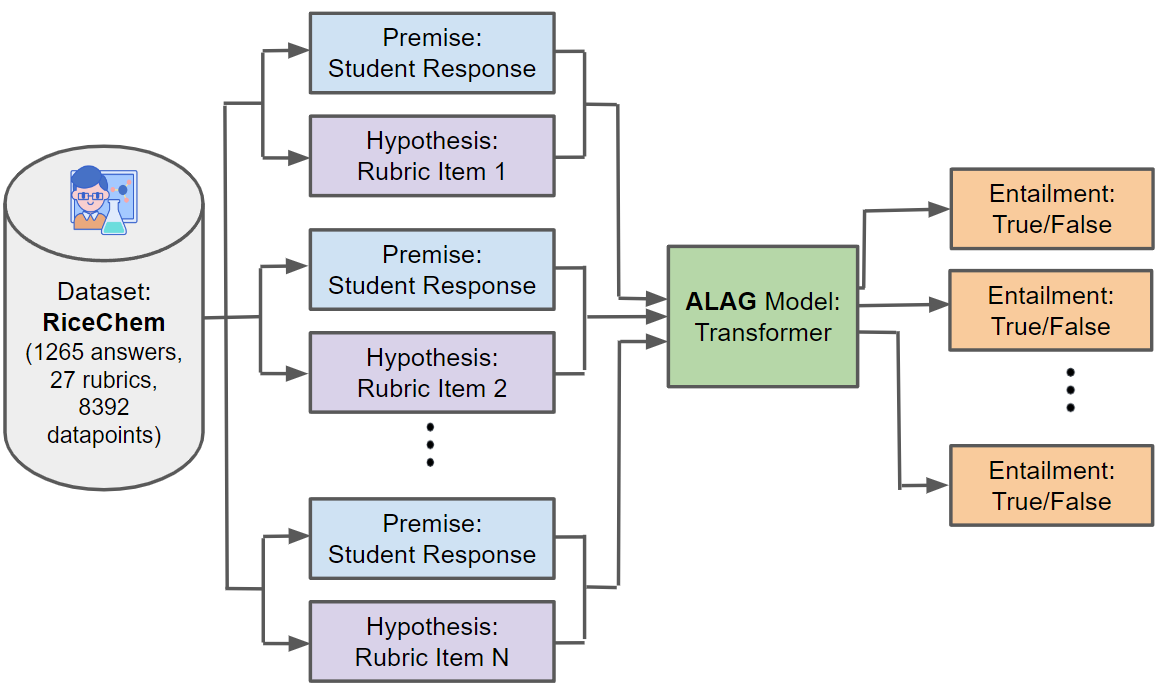 Dataset:
RiceChem
(1265 answers,
27 rubrics,
8392
datapoints)
Premise:
Student Response
Hypothesis:
Rubric Item 1
Premise:
Student Response
Hypothesis:
Rubric Item 2
Premise:
Student Response
Hypothesis:
Rubric Item N
ALAG Model:
Transformer
Entailment:
True/False
Entailment:
True/False
Entailment:
True/False